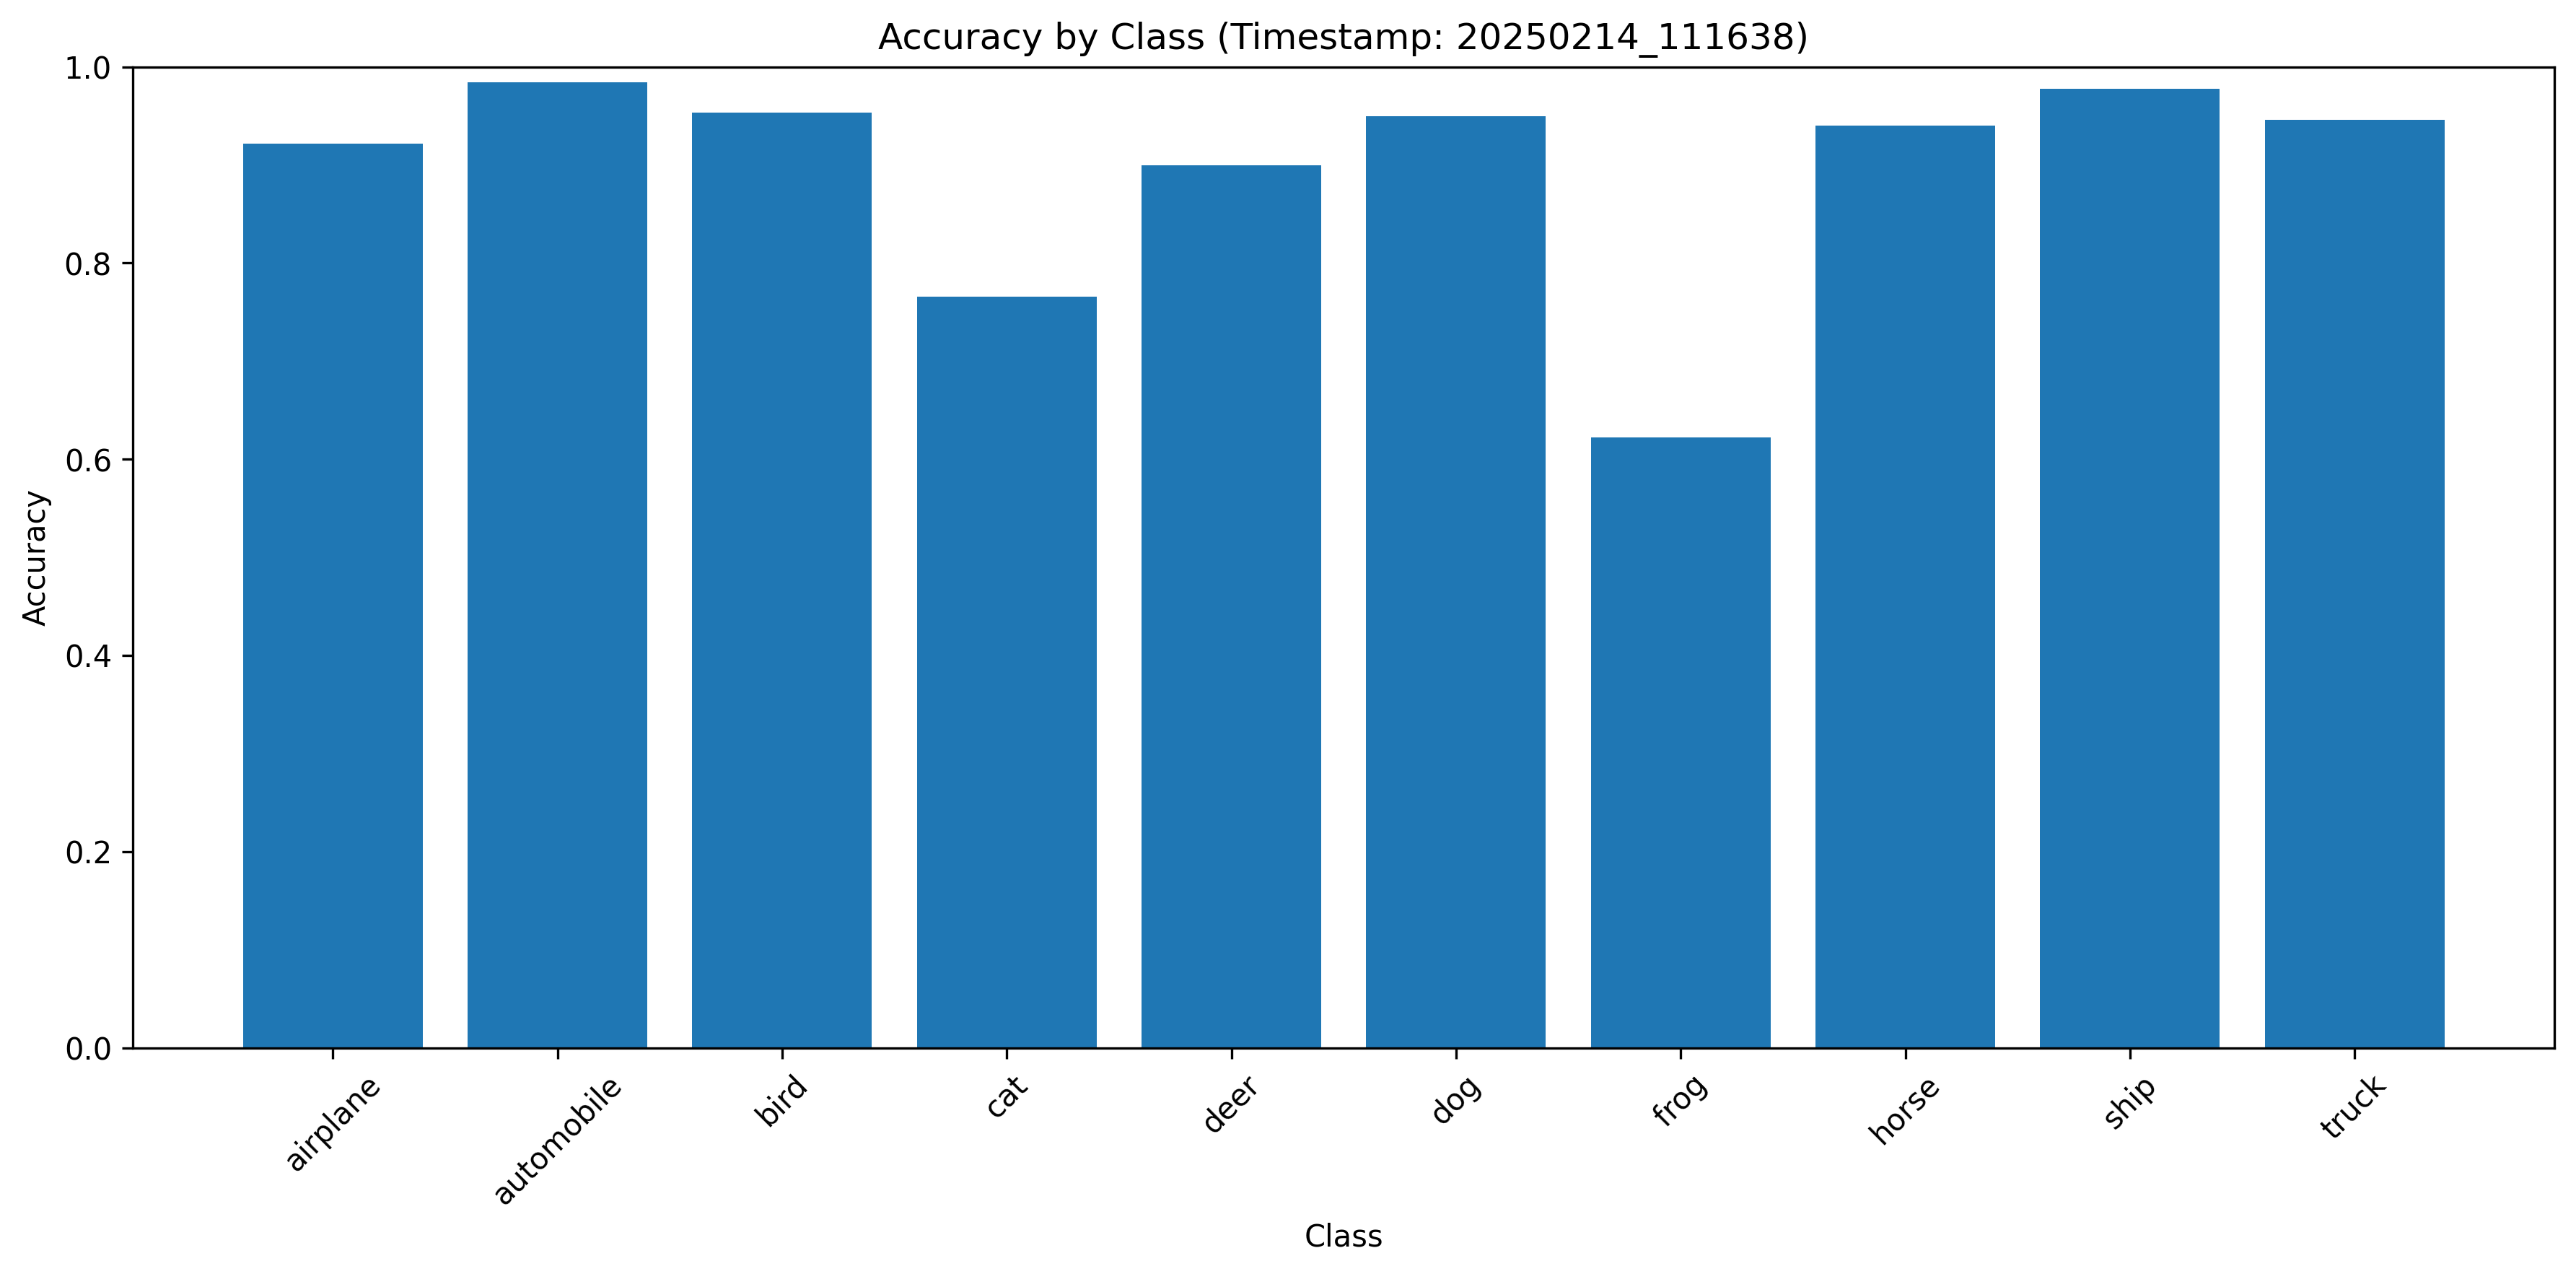 Accuracy by Class (Timestamp: 20250214_111638)
1.0
0.8
0.6
0.4
0.2
0.0
Accuracy
airplane
automobile
bird
cat
deer
dog
frog
horse
ship
truck
Class